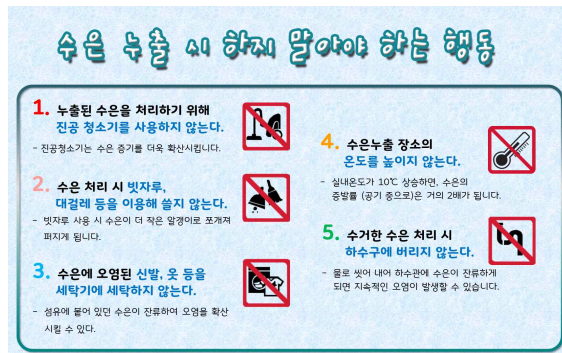 수은 누출 시 하지 말아야 하는 행동
1. 누출된 수은을 처리하기 위해
진공 청소기를 사용하지 않는다.
- 진공청소기는 수은 증기를 더욱 확산시킵니다.
2. 수은 처리 시 빗자루,
대걸레 등을 이용해 쓸지 않는다.
- 빗자루 사용 시 수은이 더 작은 알갱이로 쪼개져
퍼지게 됩니다.
3. 수은에 오염된 신발, 옷 등을
세탁기에 세탁하지 않는다.
- 섬유에 붙어 있던 수은이 잔류하여 오염을 확산
시킬 수 있다.
4. 수은누출 장소의
온도를 높이지 않는다.
- 실내온도가 10℃ 상승하면, 수은의
증발률 (공기 중으로)은 거의 2배가 됩니다.
5. 수거한 수은 처리 시
하수구에 버리지 않는다.
- 물로 씻어 내어 하수관에 수은이 잔류하게
되면 지속적인 오염이 발생할 수 있습니다.